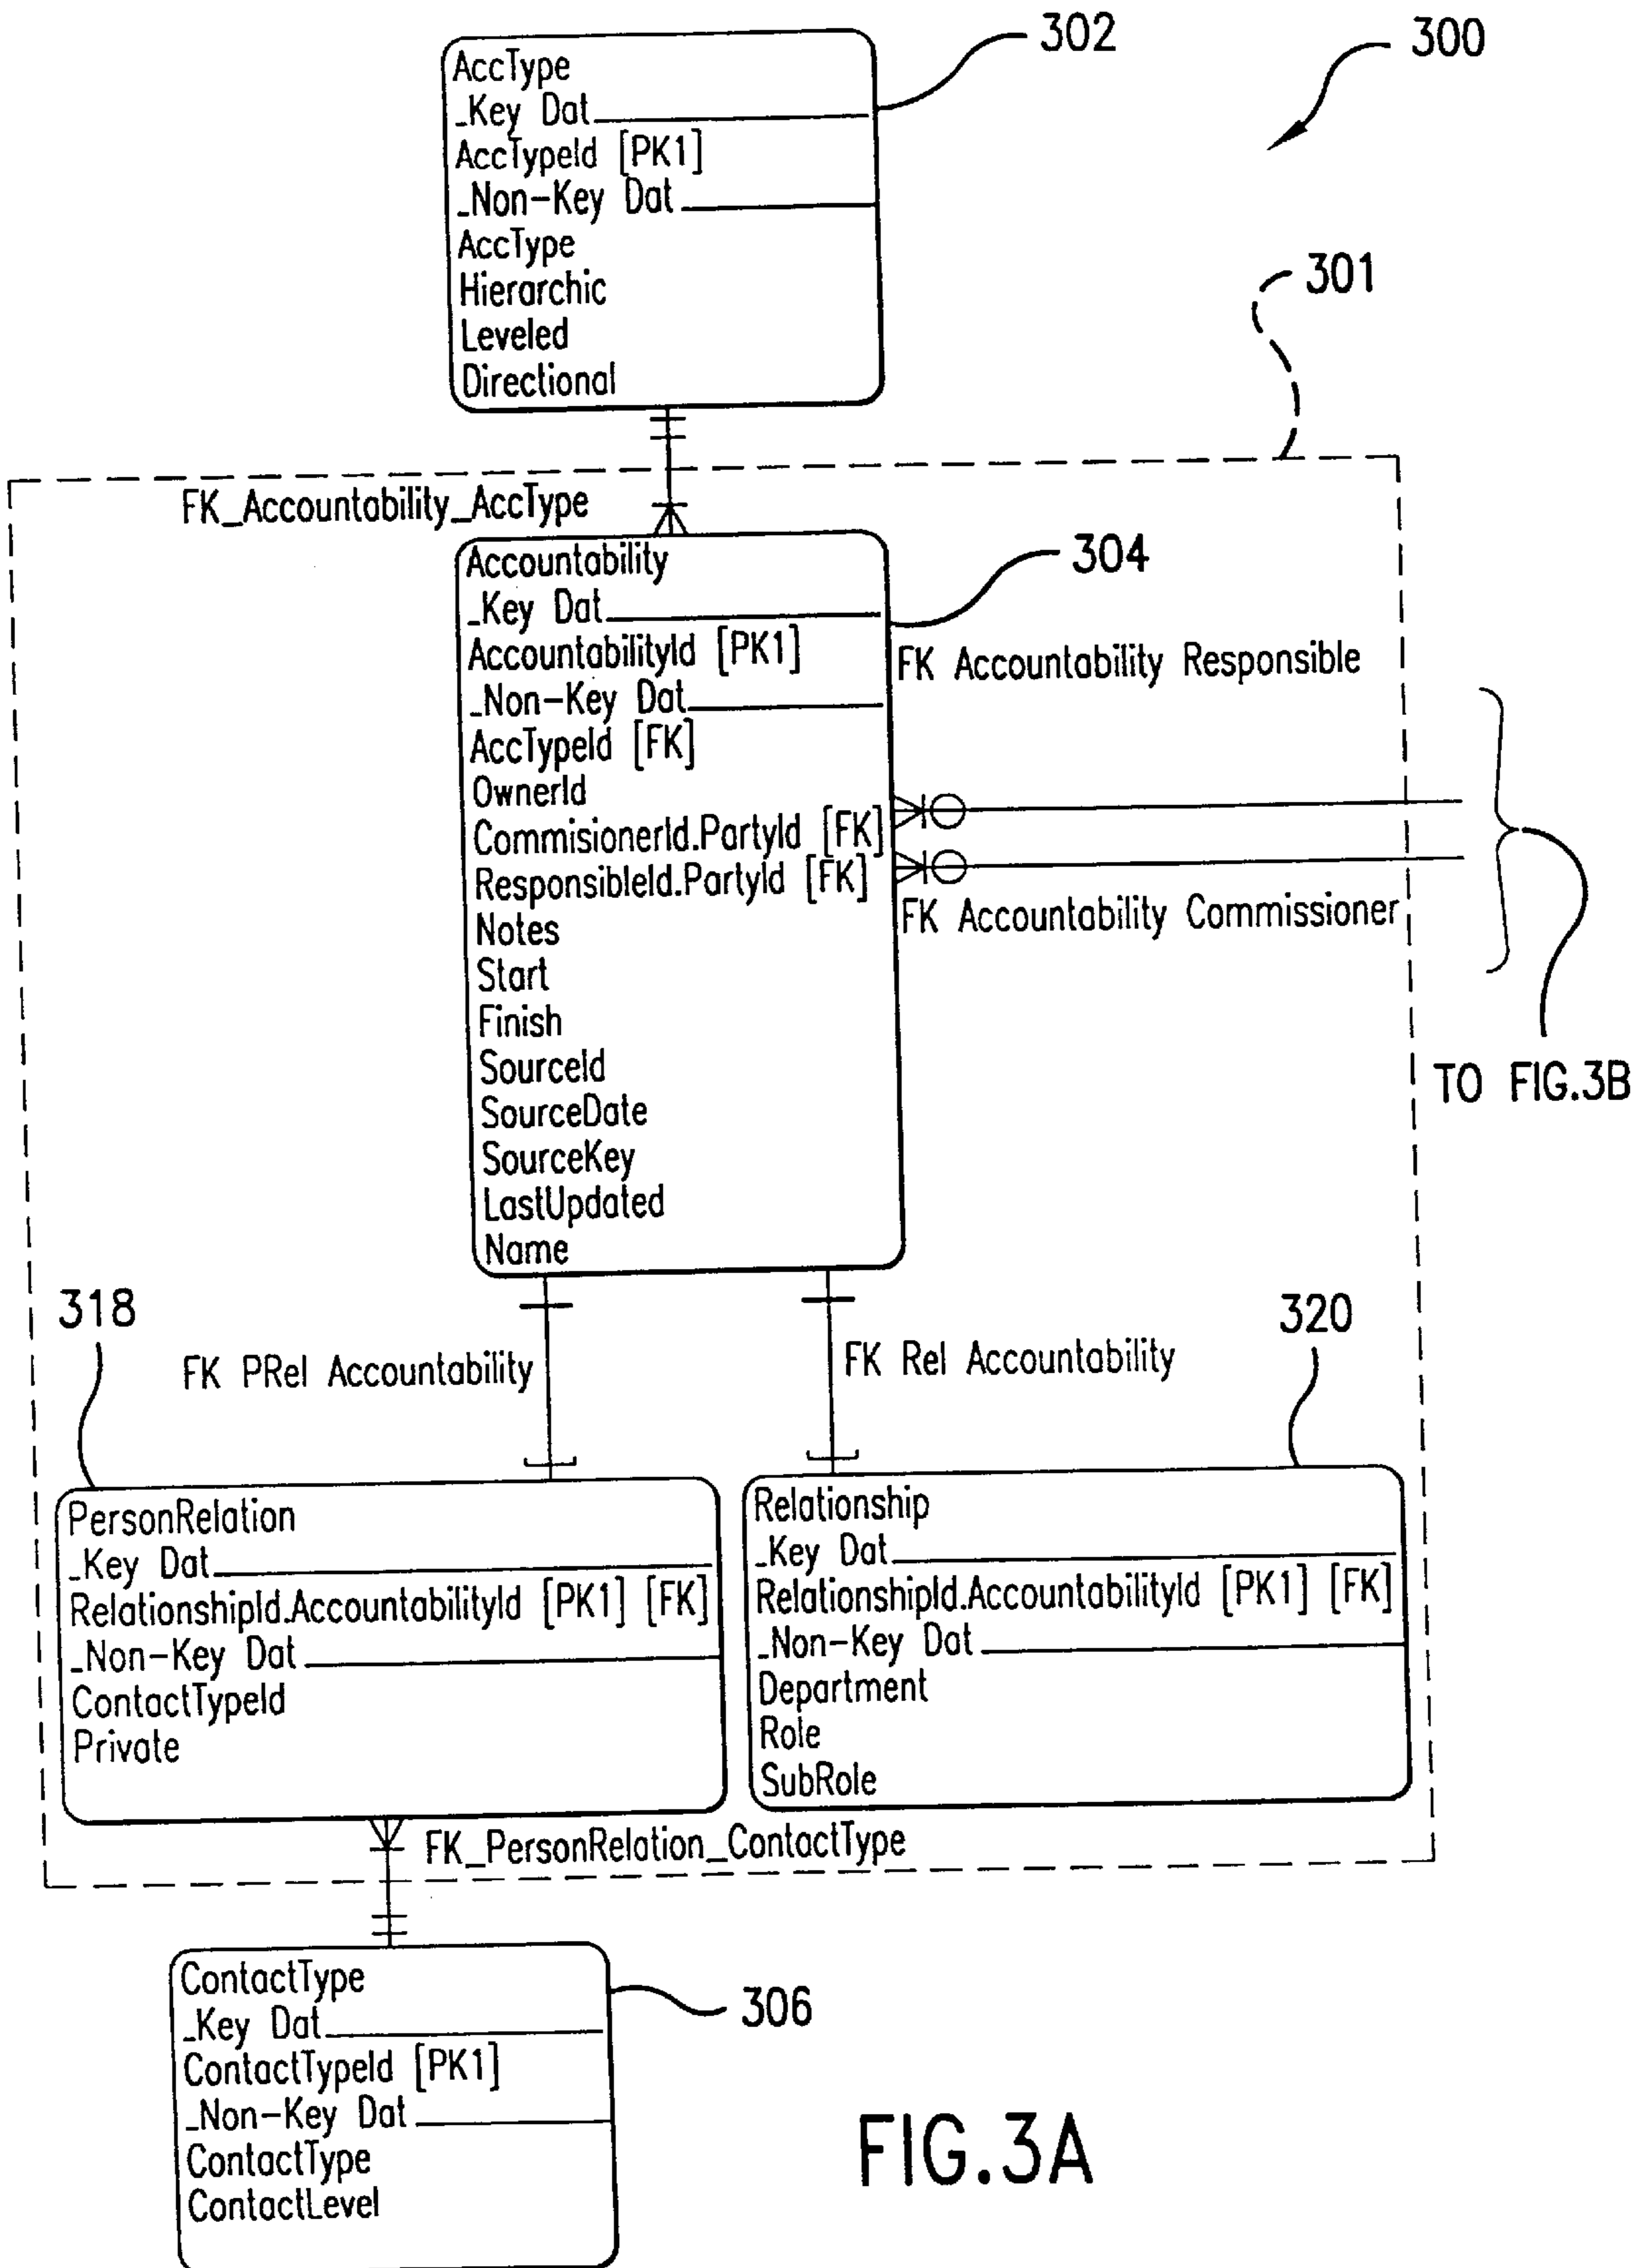 302
300
AccType
_Key Dat
AccTypeId [PK1]
_Non-Key Dat
AccType
Hierarchic
Leveled
Directional
301
FK_Accountability_AccType
Accountability
_Key Dat
AccountabilityId [PK1]
_Non-Key Dat
AccTypeId [FK]
OwnerId
CommisionerId.PartyId [FK]
ResponsibleId.PartyId [FK]
Notes
Start
Finish
SourceId
SourceDate
SourceKey
LastUpdated
Name
304
FK Accountability Responsible
FK Accountability Commissioner
TO FIG.3B
318
FK PRel Accountability
FK Rel Accountability
320
PersonRelation
_Key Dat
RelationshipId.AccountabilityId [PK1] [FK]
_Non-Key Dat
ContactTypeId
Private
Relationship
_Key Dat
RelationshipId.AccountabilityId [PK1] [FK]
_Non-Key Dat
Department
Role
SubRole
FK_PersonRelation_ContactType
ContactType
_Key Dat
ContactTypeId [PK1]
_Non-Key Dat
ContactType
ContactLevel
306
FIG.3A